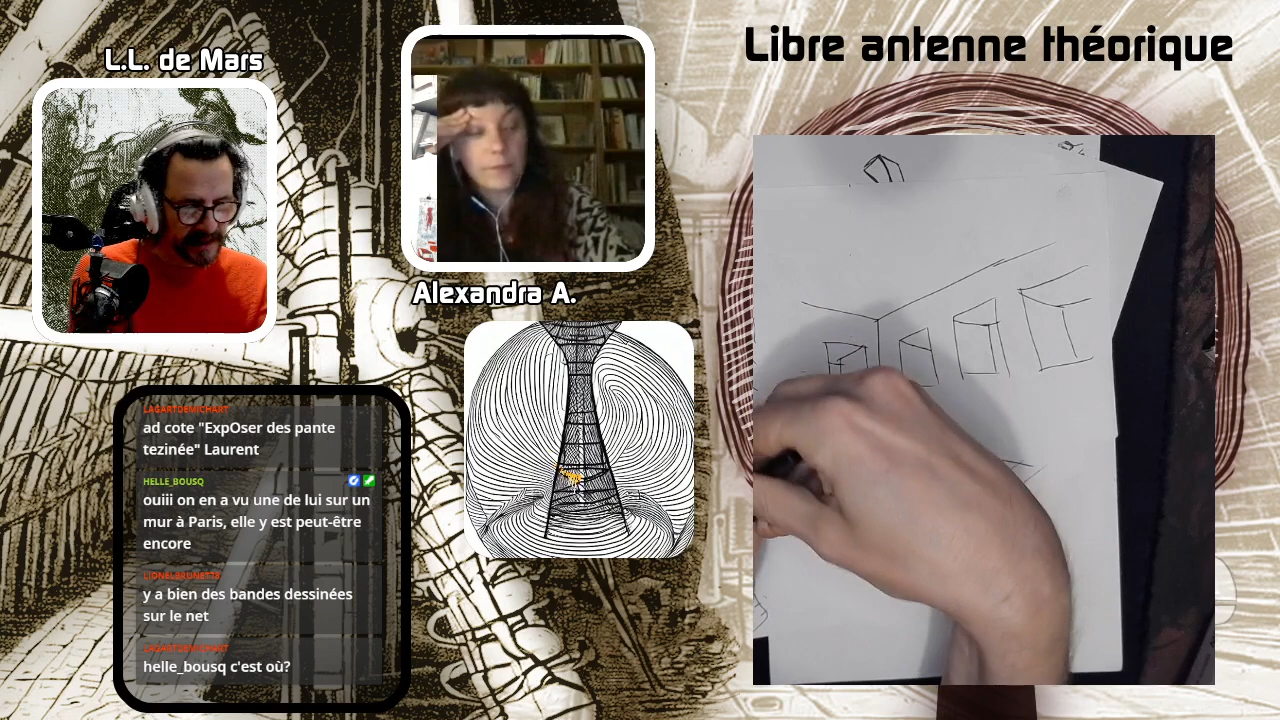 L.L. de Mars
Libre antenne théorique
Alexandra A.
LAGARTDEMICHART
ad cote "ExpOser des pante
tezinée" Laurent
HELLE_BOUSQ
ouiii on en a vu une de lui sur un
mur à Paris, elle y est peut-être
encore
y a bien des bandes dessinées
sur le net
LAGARTDEMICHART
helle_bousq c'est où?